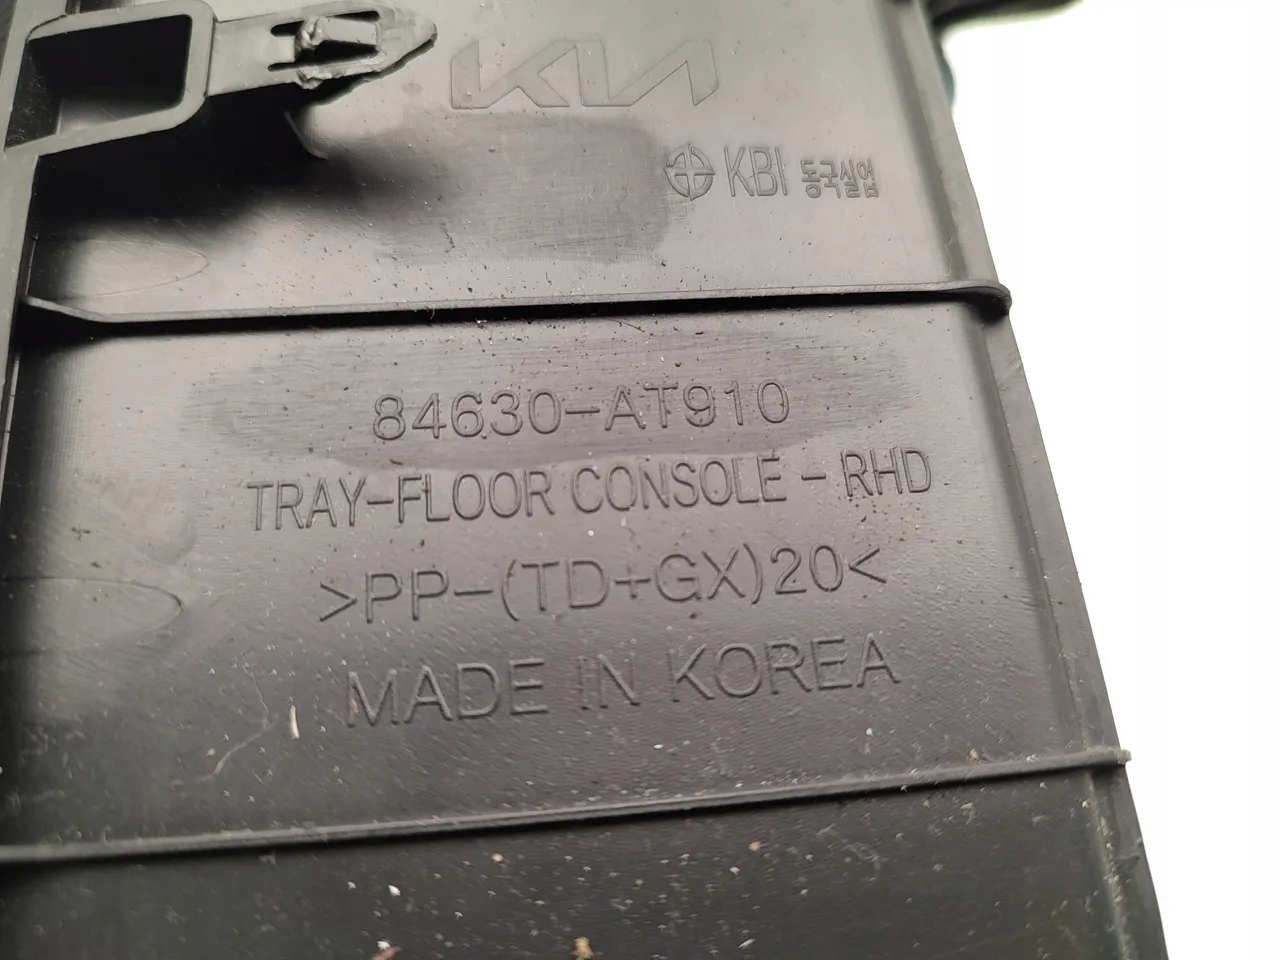 KIA
KBI 동국실업
84630-AT910
TRAY-FLOOR CONSOLE - RHD
>PP-(TD+GX)20<
MADE IN KOREA